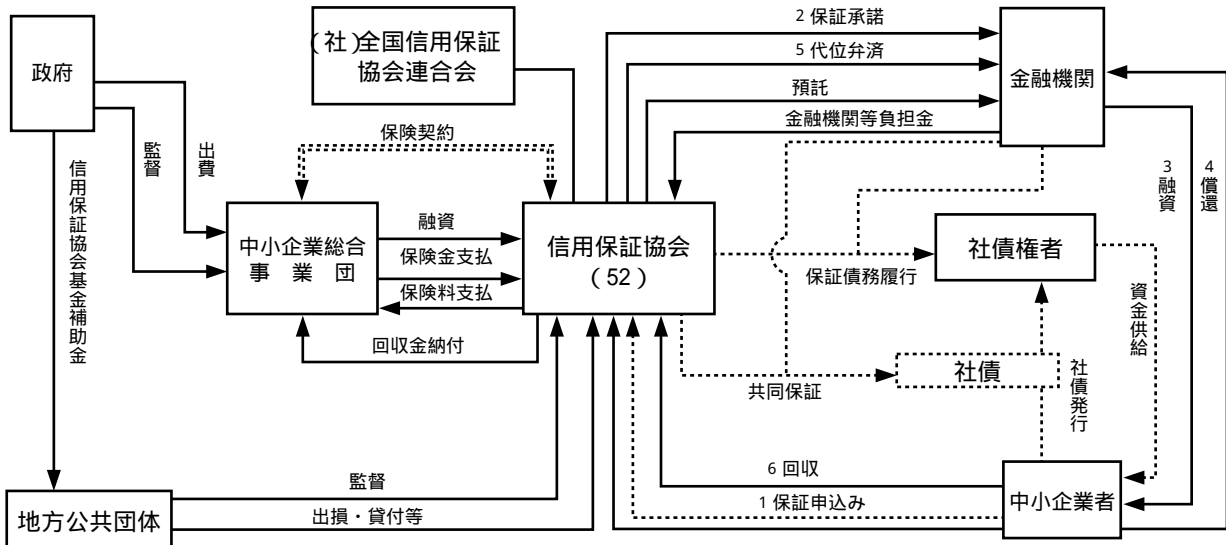 政府
(社)全国信用保証
協会連合会
2 保証承諾
5 代位弁済
預託
金融機関等負担金
金融機関
保険契約
監督
出費
信用保証協会基金補助金
中小企業総合
事業団
融資
保険金支払
保険料支払
回収金納付
信用保証協会
(52)
保証債務履行
社債権者
3 融資
4 償還
資金供給
共同保証
社債
社債発行
6 回収
1 保証申込み
中小企業者
監督
出損・貸付等
地方公共団体